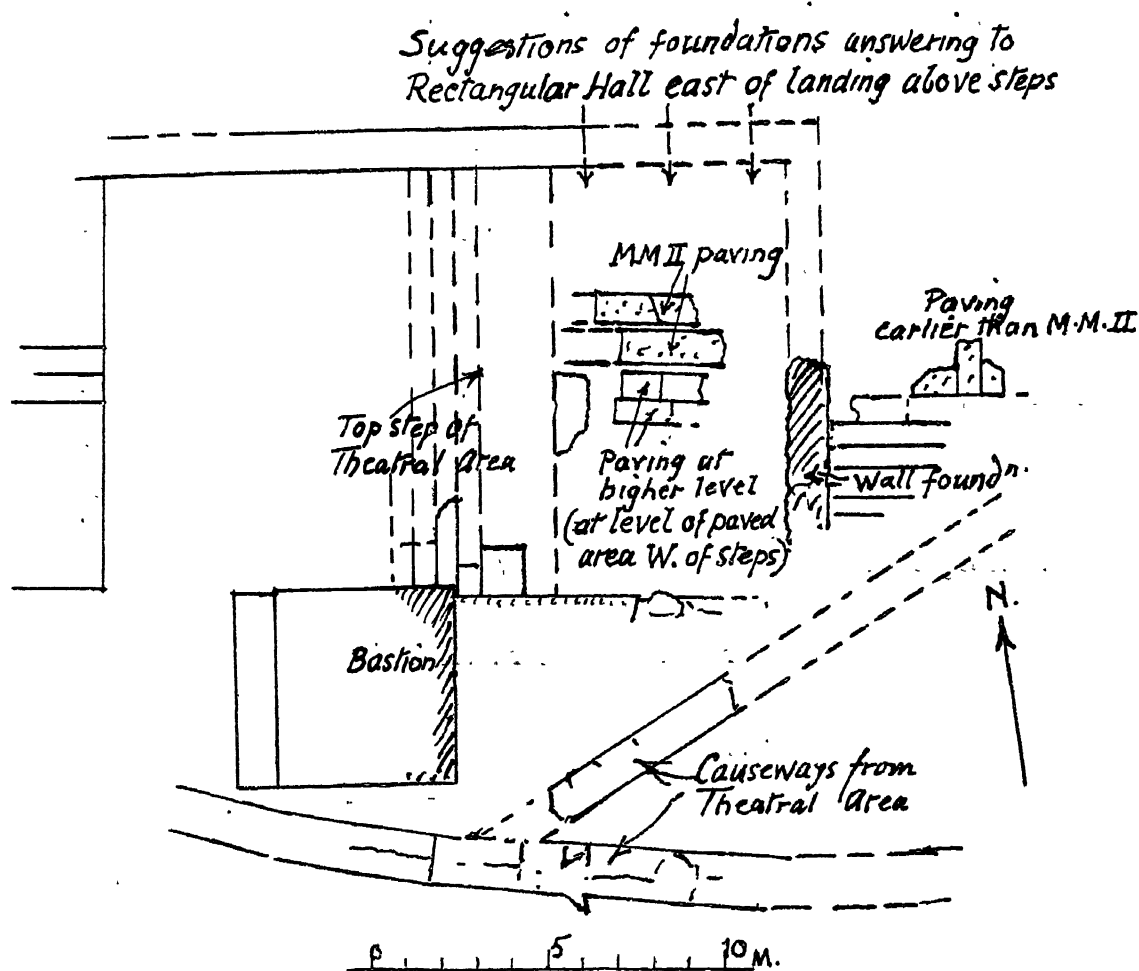 Suggestions of foundations answering to
Rectangular Hall east of landing above steps
MMII paving
Paving
earlier than M.M.II.
Top step of
Theatral Area
Paving at
higher level
(at level of paved
area W. of steps)
Wall foundn.
N.
Bastion
Causeways from
Theatral Area
0 5 10 M.